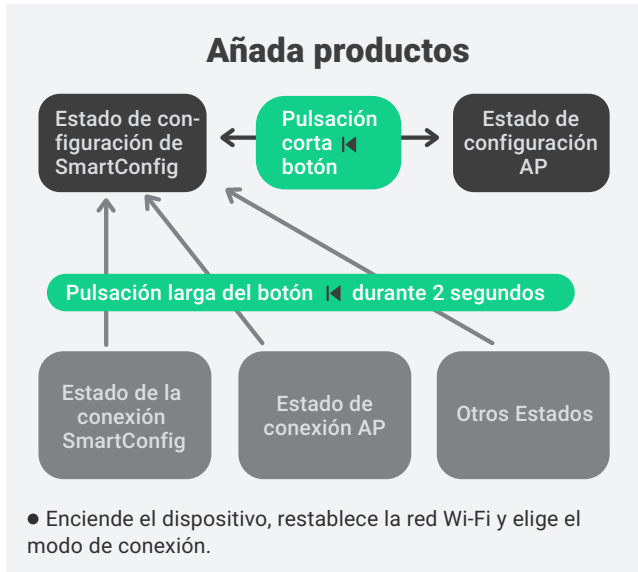 Añada productos
Estado de con-
figuración de
SmartConfig
Pulsación
corta
botón
Estado de
configuración
AP
Pulsación larga del botón durante 2 segundos
Estado de la
conexión
SmartConfig
Estado de
conexión AP
Otros Estados
● Enciende el dispositivo, restablece la red Wi-Fi y elige el
modo de conexión.